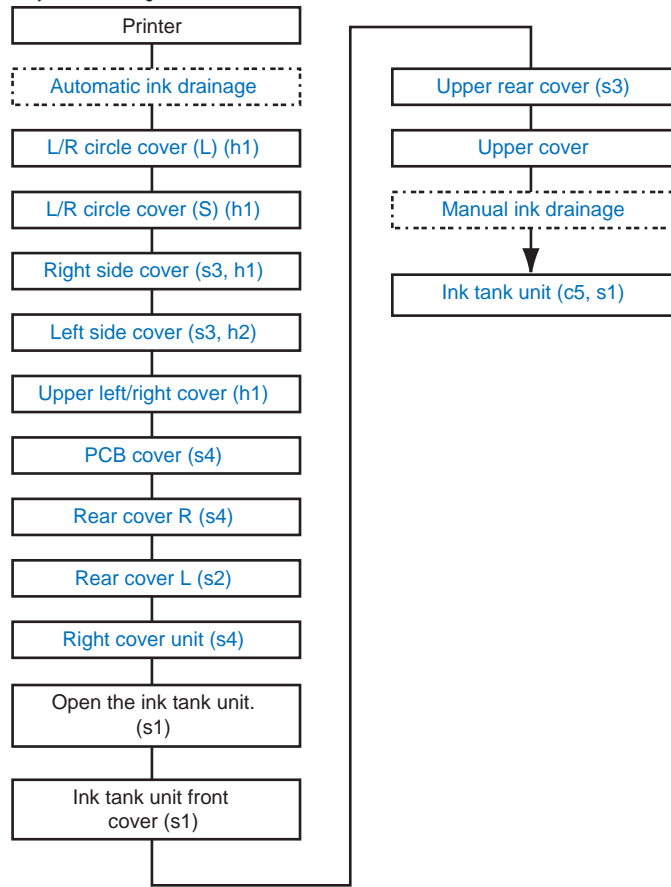 Printer
Automatic ink drainage
L/R circle cover (L) (h1)
L/R circle cover (S) (h1)
Right side cover (s3, h1)
Left side cover (s3, h2)
Upper left/right cover (h1)
PCB cover (s4)
Rear cover R (s4)
Rear cover L (s2)
Right cover unit (s4)
Open the ink tank unit.
(s1)
Ink tank unit front
cover (s1)
Upper rear cover (s3)
Upper cover
Manual ink drainage
Ink tank unit (c5, s1)